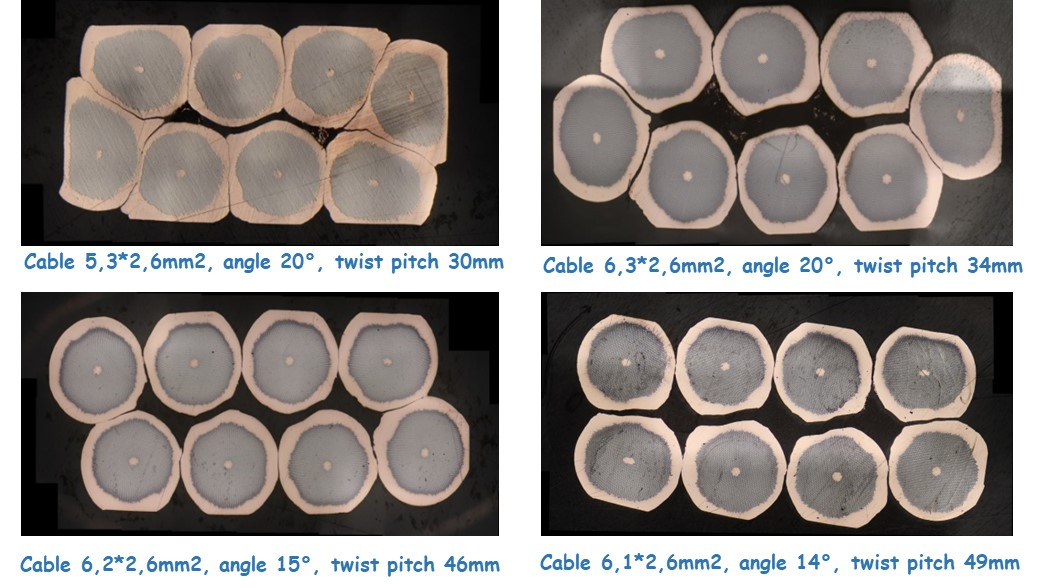 Cable 5,3*2,6mm2, angle 20°, twist pitch 30mm
Cable 6,3*2,6mm2, angle 20°, twist pitch 34mm
Cable 6,2*2,6mm2, angle 15°, twist pitch 46mm
Cable 6,1*2,6mm2, angle 14°, twist pitch 49mm